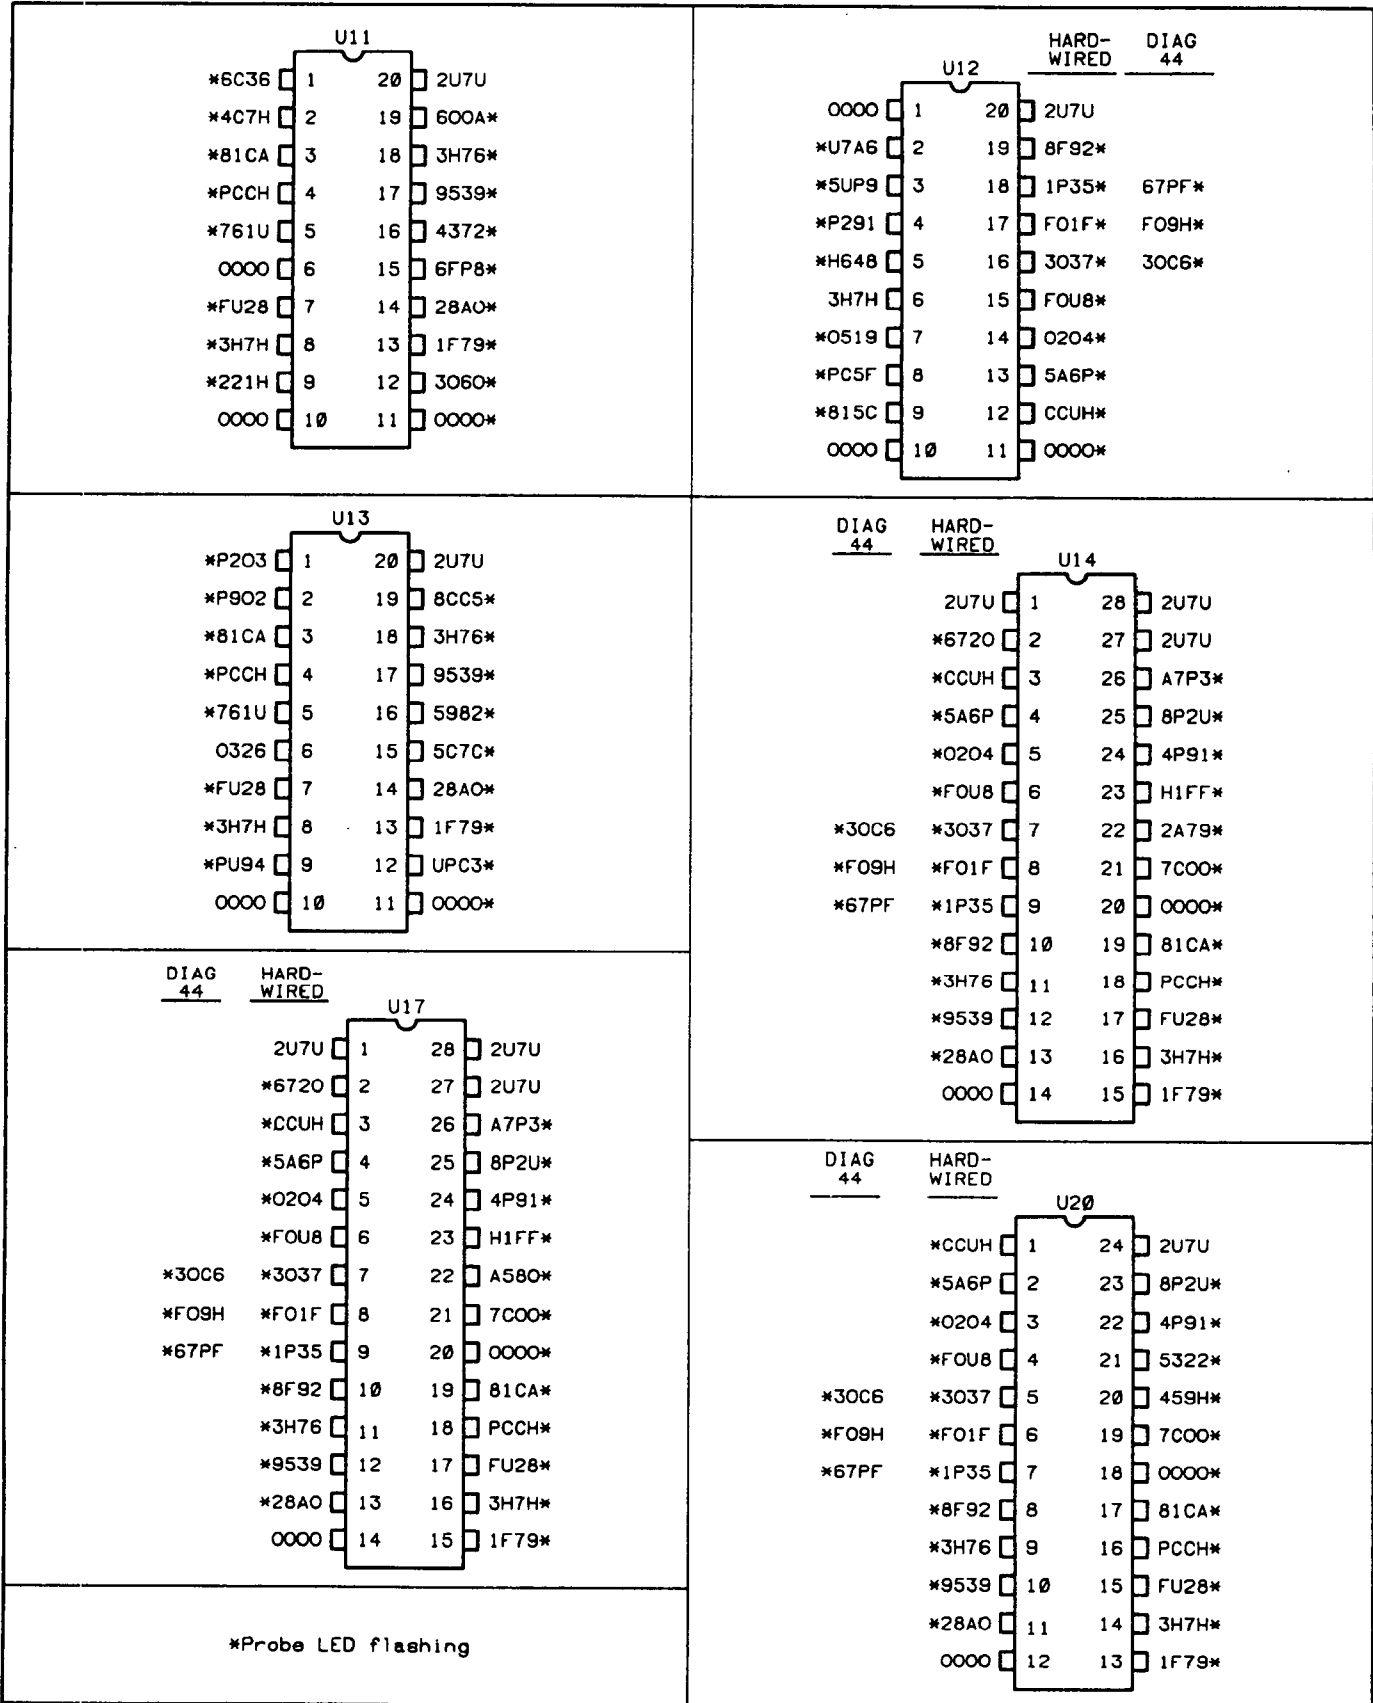 U11
*6C36 1 20 2U7U
*4C7H 2 19 600A*
*81CA 3 18 3H76*
*PCCH 4 17 9539*
*761U 5 16 4372*
0000 6 15 6FP8*
*FU28 7 14 28A0*
*3H7H 8 13 1F79*
*221H 9 12 3060*
0000 10 11 0000*
HARD- DIAG
WIRED 44
U12
0000 1 20 2U7U
*U7A6 2 19 8F92*
*5UP9 3 18 1P35* 67PF*
*P291 4 17 F01F* F09H*
*H648 5 16 3037* 30C6*
3H7H 6 15 F0U8*
*0519 7 14 0204*
*PC5F 8 13 5A6P*
*815C 9 12 CCUH*
0000 10 11 0000*
U13
*P203 1 20 2U7U
*P902 2 19 8CC5*
*81CA 3 18 3H76*
*PCCH 4 17 9539*
*761U 5 16 5982*
0326 6 15 5C7C*
*FU28 7 14 28A0*
*3H7H 8 13 1F79*
*PU94 9 12 UPC3*
0000 10 11 0000*
DIAG HARD-
44 WIRED
U14
2U7U 1 28 2U7U
*6720 2 27 2U7U
*CCUH 3 26 A7P3*
*5A6P 4 25 8P2U*
*0204 5 24 4P91*
*F0U8 6 23 H1FF*
*30C6 *3037 7 22 2A79*
*F09H *F01F 8 21 7C00*
*67PF *1P35 9 20 0000*
*8F92 10 19 81CA*
*3H76 11 18 PCCH*
*9539 12 17 FU28*
*28A0 13 16 3H7H*
0000 14 15 1F79*
DIAG HARD-
44 WIRED
U17
2U7U 1 28 2U7U
*6720 2 27 2U7U
*CCUH 3 26 A7P3*
*5A6P 4 25 8P2U*
*0204 5 24 4P91*
*F0U8 6 23 H1FF*
*30C6 *3037 7 22 A580*
*F09H *F01F 8 21 7C00*
*67PF *1P35 9 20 0000*
*8F92 10 19 81CA*
*3H76 11 18 PCCH*
*9539 12 17 FU28*
*28A0 13 16 3H7H*
0000 14 15 1F79*
DIAG HARD-
44 WIRED
U20
*CCUH 1 24 2U7U
*5A6P 2 23 8P2U*
*0204 3 22 4P91*
*F0U8 4 21 5322*
*30C6 *3037 5 20 459H*
*F09H *F01F 6 19 7C00*
*67PF *1P35 7 18 0000*
*8F92 8 17 81CA*
*3H76 9 16 PCCH*
*9539 10 15 FU28*
*28A0 11 14 3H7H*
0000 12 13 1F79*
*Probe LED flashing